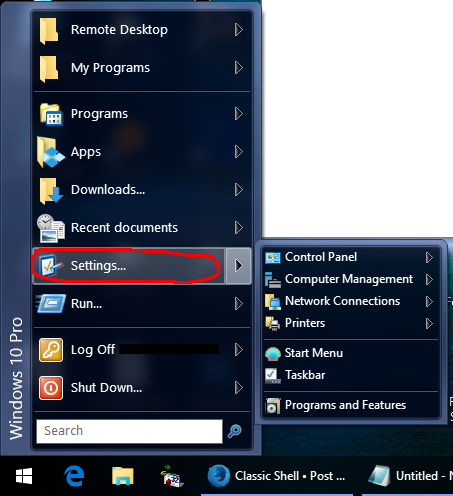 Remote Desktop
My Programs
Programs
Apps
Downloads...
Recent documents
Settings...
Run...
Log Off
Shut Down...
Search
Windows 10 Pro
Control Panel
Computer Management
Network Connections
Printers
Start Menu
Taskbar
Programs and Features
Classic Shell • Post ...
Untitled - N